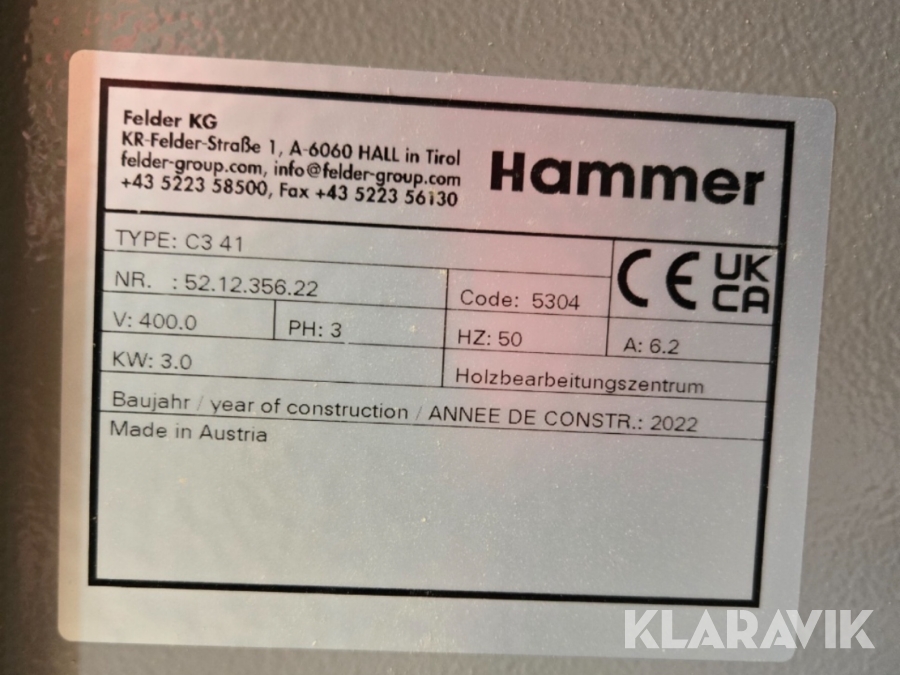 Felder KG
KR-Felder-Straße 1, A-6060 HALL in Tirol
felder-group.com, info@felder-group.com
+43 5223 58500, Fax +43 5223 56130
Hammer
TYPE: C3 41
CE UK CA
NR. : 52.12.356.22
Code: 5304
V: 400.0
PH: 3
HZ: 50
A: 6.2
KW: 3.0
Holzbearbeitungszentrum
Baujahr / year of construction / ANNEE DE CONSTR.: 2022
Made in Austria
KLARAVIK